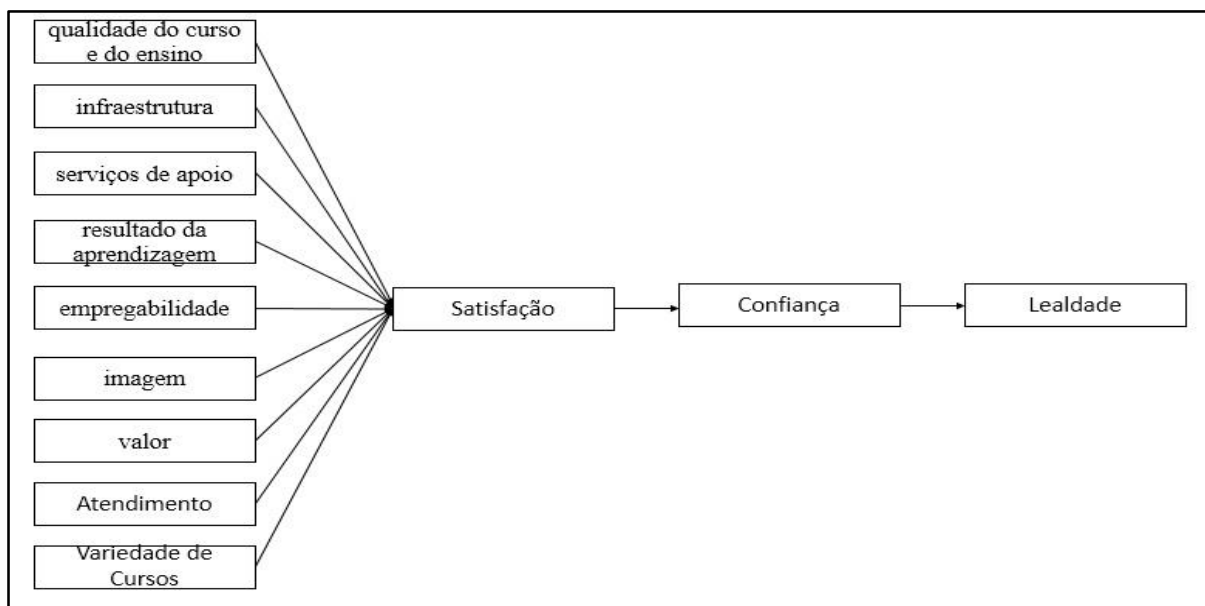 qualidade do curso
e do ensino
infraestrutura
serviços de apoio
resultado da
aprendizagem
empregabilidade
imagem
valor
Atendimento
Variedade de
Cursos
Satisfação
Confiança
Lealdade